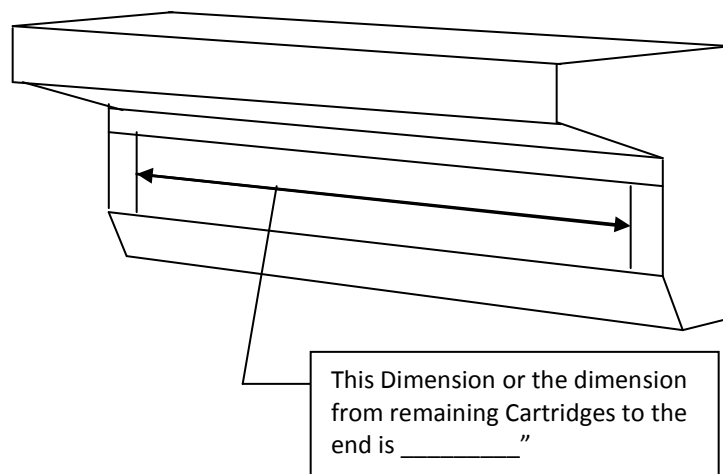 This Dimension or the dimension
from remaining Cartridges to the
end is _________”